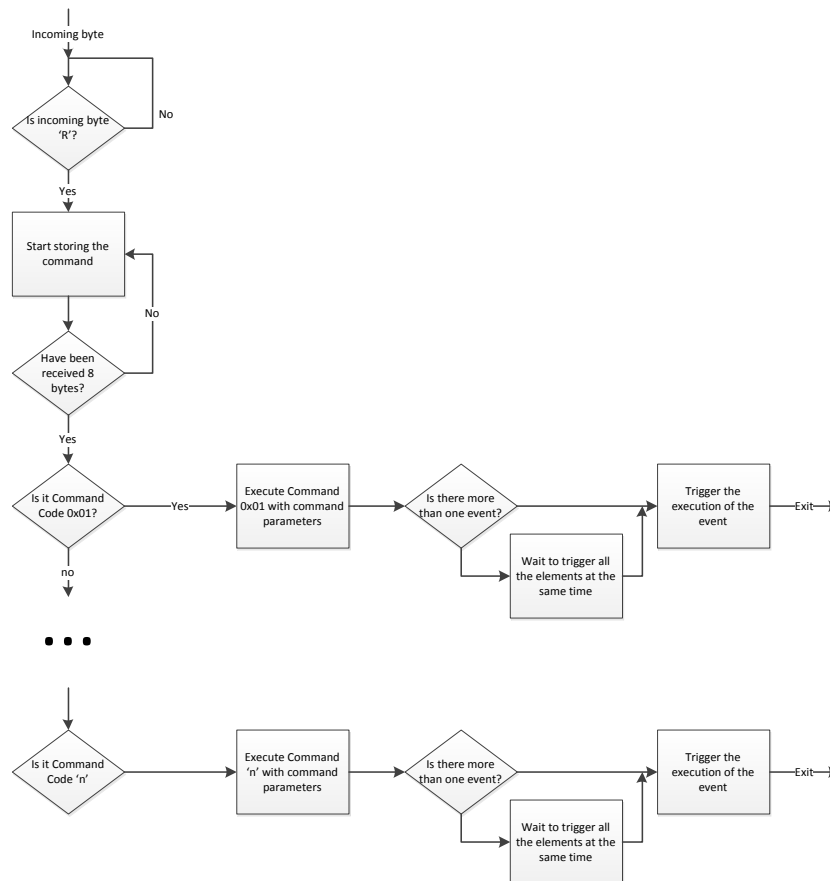 Incoming byte
Is incoming byte
‘R’?
No
Yes
Start storing the
command
No
Have been
received 8
bytes?
Yes
Is it Command
Code 0x01?
Yes
Execute Command
0x01 with command
parameters
Is there more
than one event?
Trigger the
execution of the
event
Exit
Wait to trigger all
the elements at the
same time
no
...
Is it Command
Code ‘n’
Execute Command
‘n’ with command
parameters
Is there more
than one event?
Trigger the
execution of the
event
Exit
Wait to trigger all
the elements at the
same time